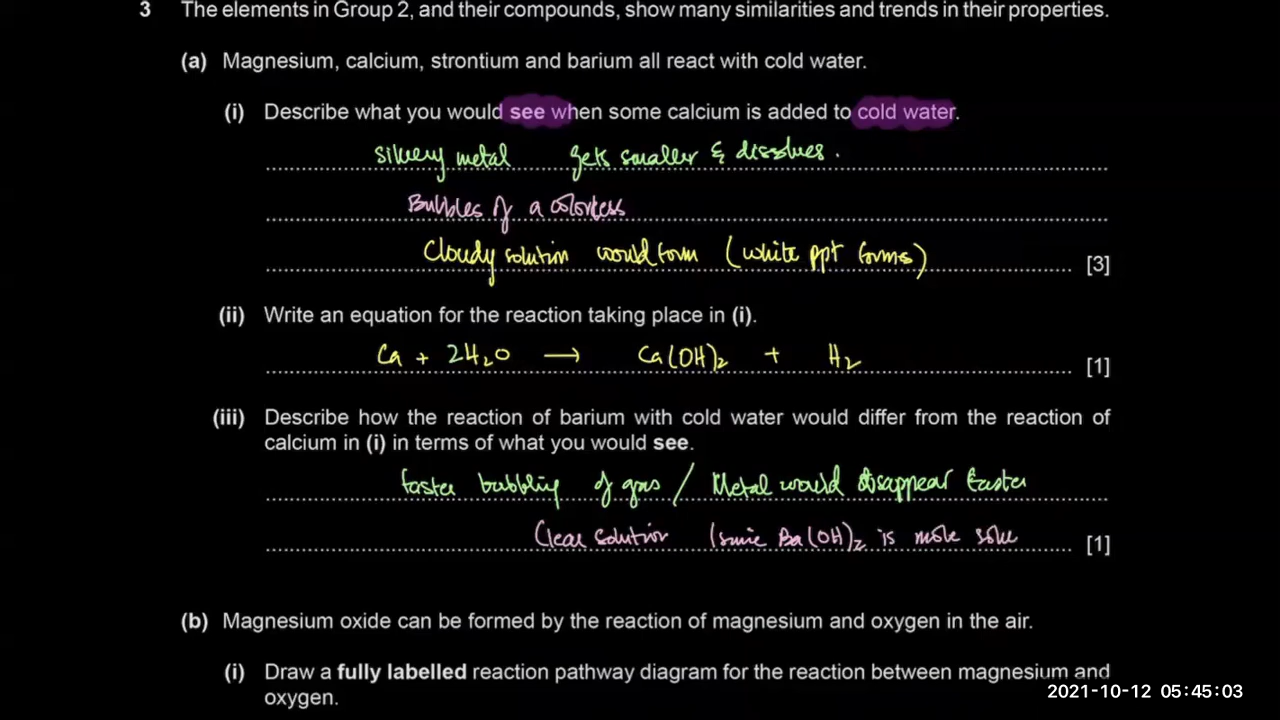 3 The elements in Group 2, and their compounds, show many similarities and trends in their properties.
(a) Magnesium, calcium, strontium and barium all react with cold water.
(i) Describe what you would see when some calcium is added to cold water.
silvery metal gets smaller & dissolves.
Bubbles of a colorless
Cloudy solution would form (white ppt forms)
[3]
(ii) Write an equation for the reaction taking place in (i).
Ca + 2H₂O → Ca(OH)₂ + H₂
[1]
(iii) Describe how the reaction of barium with cold water would differ from the reaction of
calcium in (i) in terms of what you would see.
faster bubbling of gas / Metal would disappear faster
Clear solution (since Ba(OH)₂ is more solu
[1]
(b) Magnesium oxide can be formed by the reaction of magnesium and oxygen in the air.
(i) Draw a fully labelled reaction pathway diagram for the reaction between magnesium and
oxygen.
2021-10-12 05:45:03